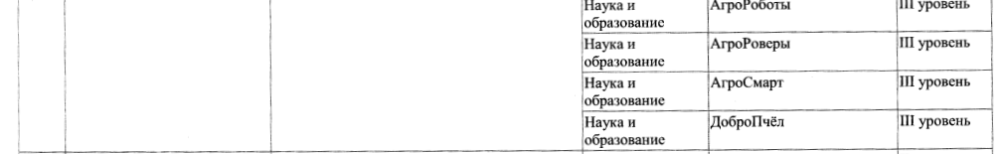 Наука и образование АгроРоботы III уровень
Наука и образование АгроРоверы III уровень
Наука и образование АгроСмарт III уровень
Наука и образование ДоброПчёл III уровень